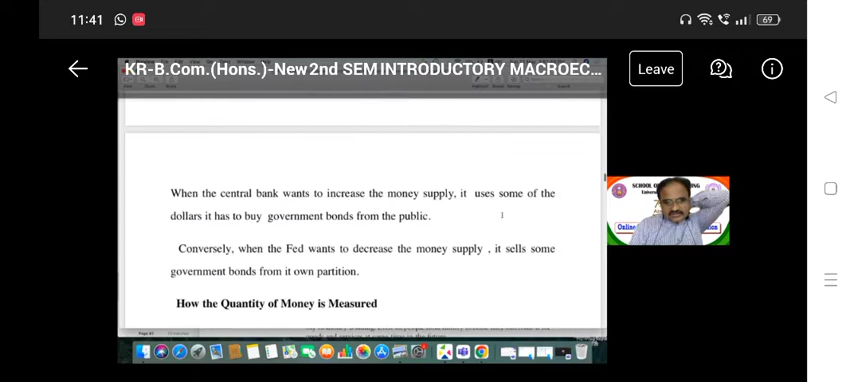 11:41
69
KR-B.Com.(Hons.)-New 2nd SEM INTRODUCTORY MACROEC...
Leave
When the central bank wants to increase the money supply, it uses some of the
dollars it has to buy government bonds from the public.
Conversely, when the Fed wants to decrease the money supply , it sells some
government bonds from it own partition.
How the Quantity of Money is Measured
SCHOOL OF